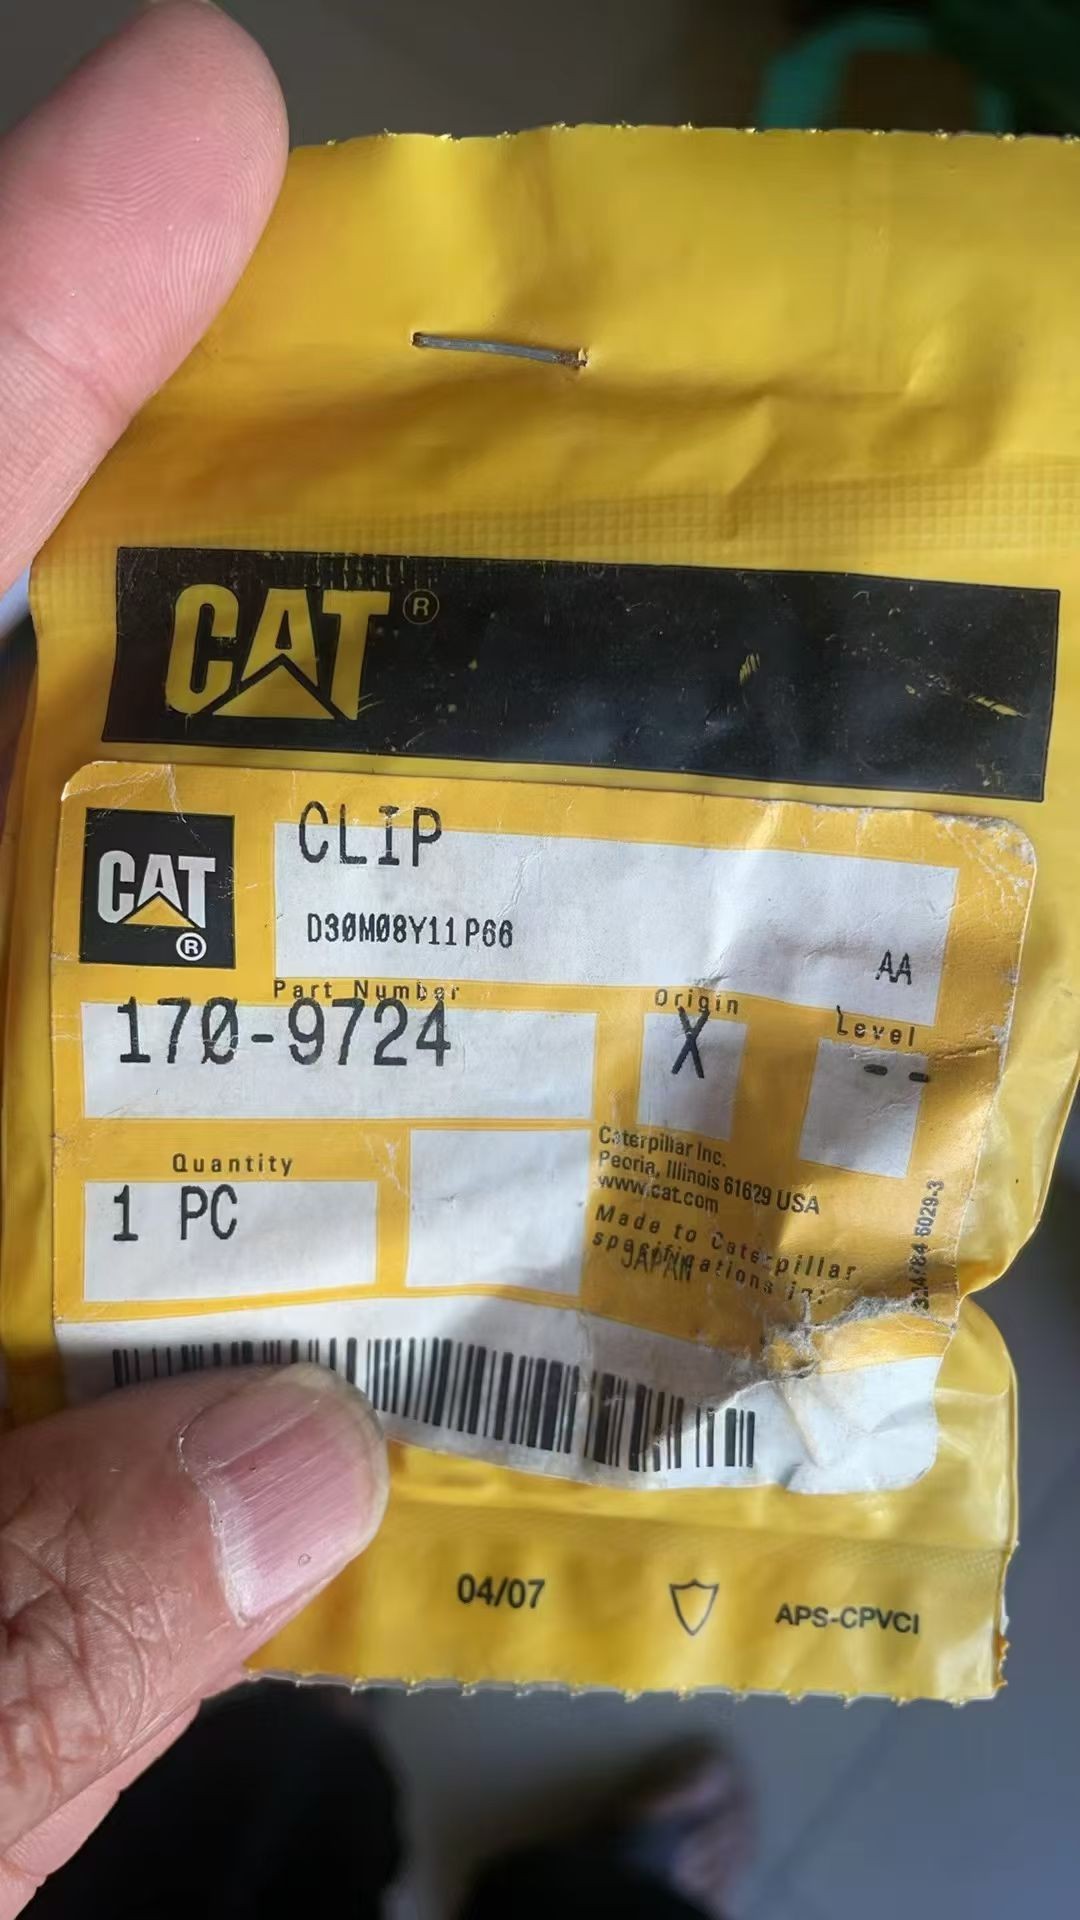 CAT®
CLIP
CAT
®
D30M08Y11P66
AA
Part Number
Origin
Level
170-9724
X
--
Quantity
1 PC
Caterpillar Inc.
Peoria, Illinois 61629 USA
www.cat.com
Made to Caterpillar
specifications in:
JAPAN
04/07
APS-CPVCI